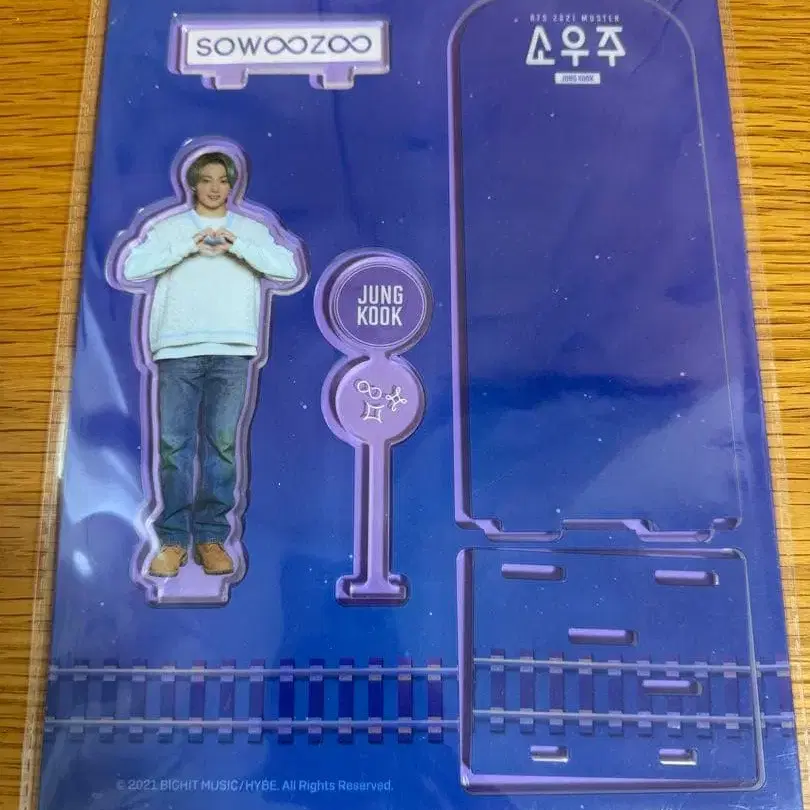 SOWOOZOO
BTS 2021 MUSTER
소우주
JUNG KOOK
JUNG
KOOK
© 2021 BIGHIT MUSIC/HYBE. All Rights Reserved.